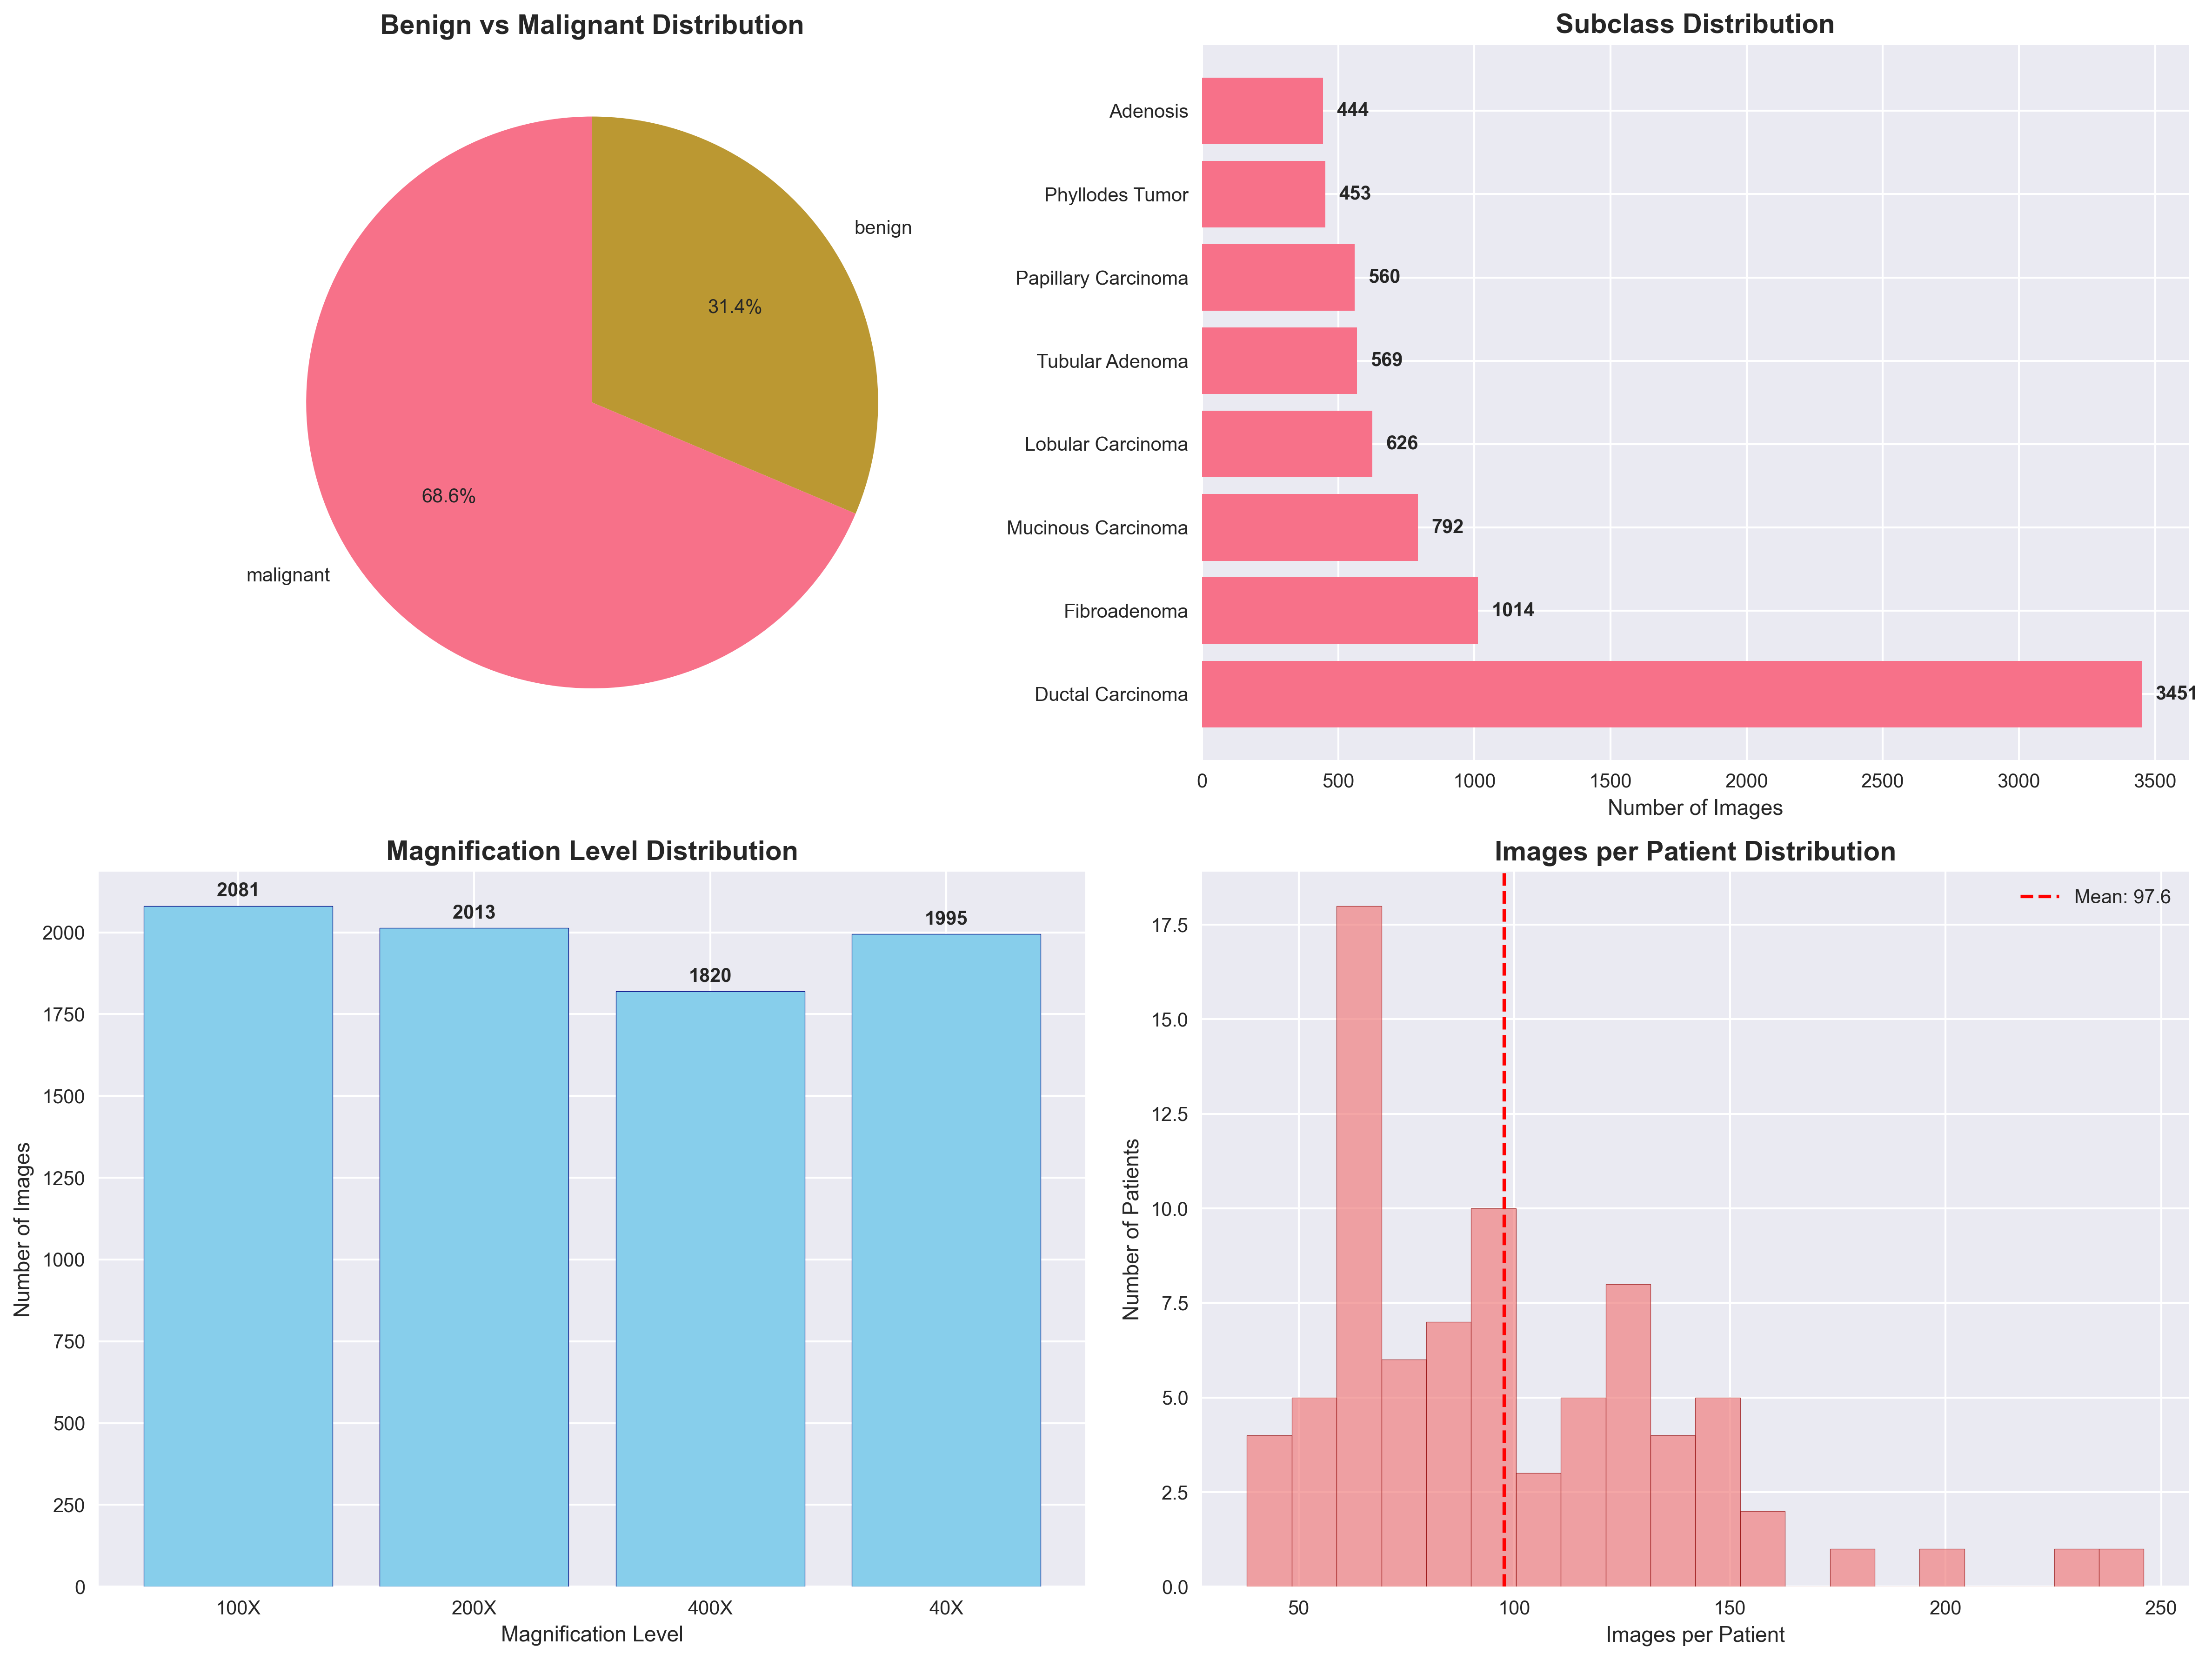 Benign vs Malignant Distribution
benign
31.4%
68.6%
malignant
Subclass Distribution
Adenosis
444
Phyllodes Tumor
453
Papillary Carcinoma
560
Tubular Adenoma
569
Lobular Carcinoma
626
Mucinous Carcinoma
792
Fibroadenoma
1014
Ductal Carcinoma
3451
0 500 1000 1500 2000 2500 3000 3500
Number of Images
Magnification Level Distribution
2081
2013
1820
1995
2000
1750
1500
1250
1000
750
500
250
0
Number of Images
100X 200X 400X 40X
Magnification Level
Images per Patient Distribution
Mean: 97.6
17.5
15.0
12.5
10.0
7.5
5.0
2.5
0.0
Number of Patients
50 100 150 200 250
Images per Patient